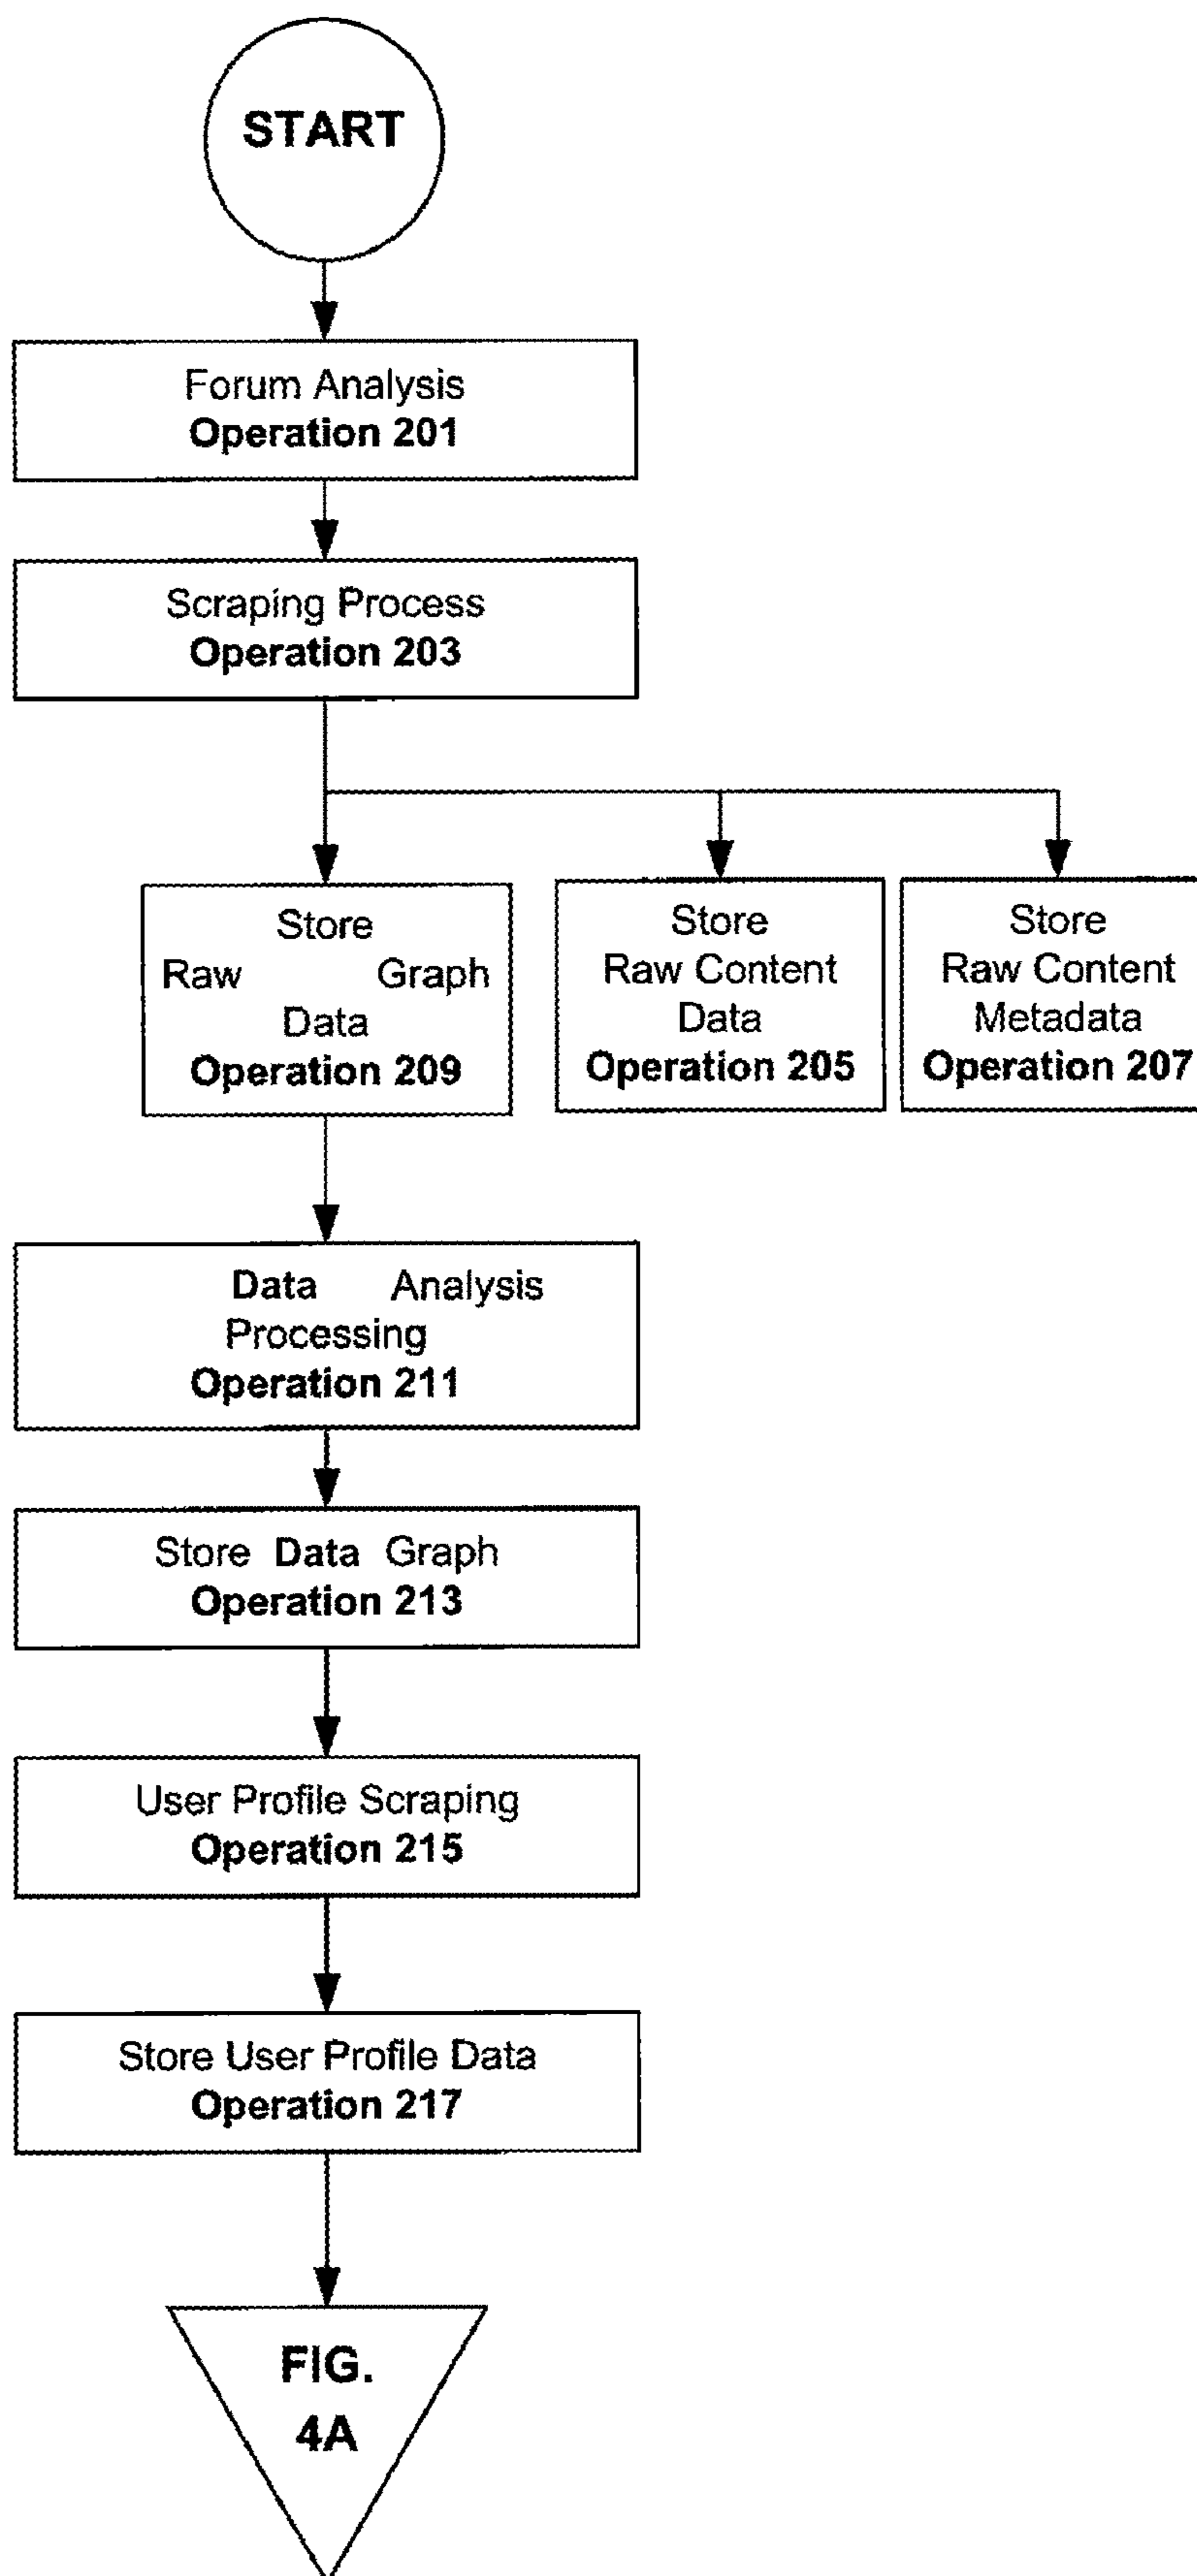 START
Forum Analysis
Operation 201
Scraping Process
Operation 203
Store
Raw Graph
Data
Operation 209
Store
Raw Content
Data
Operation 205
Store
Raw Content
Metadata
Operation 207
Data Analysis
Processing
Operation 211
Store Data Graph
Operation 213
User Profile Scraping
Operation 215
Store User Profile Data
Operation 217
FIG.
4A